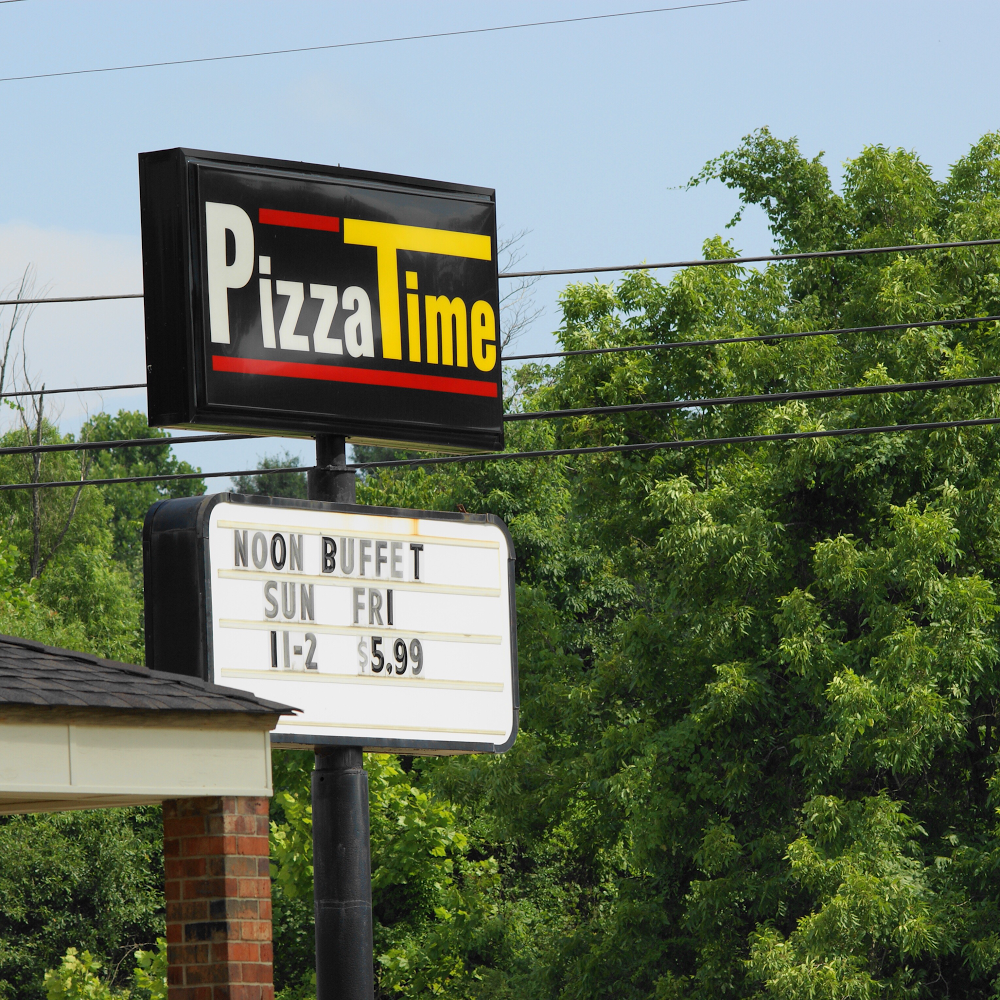 PizzaTime
NOON BUFFET
SUN FRI
11-2 $5.99